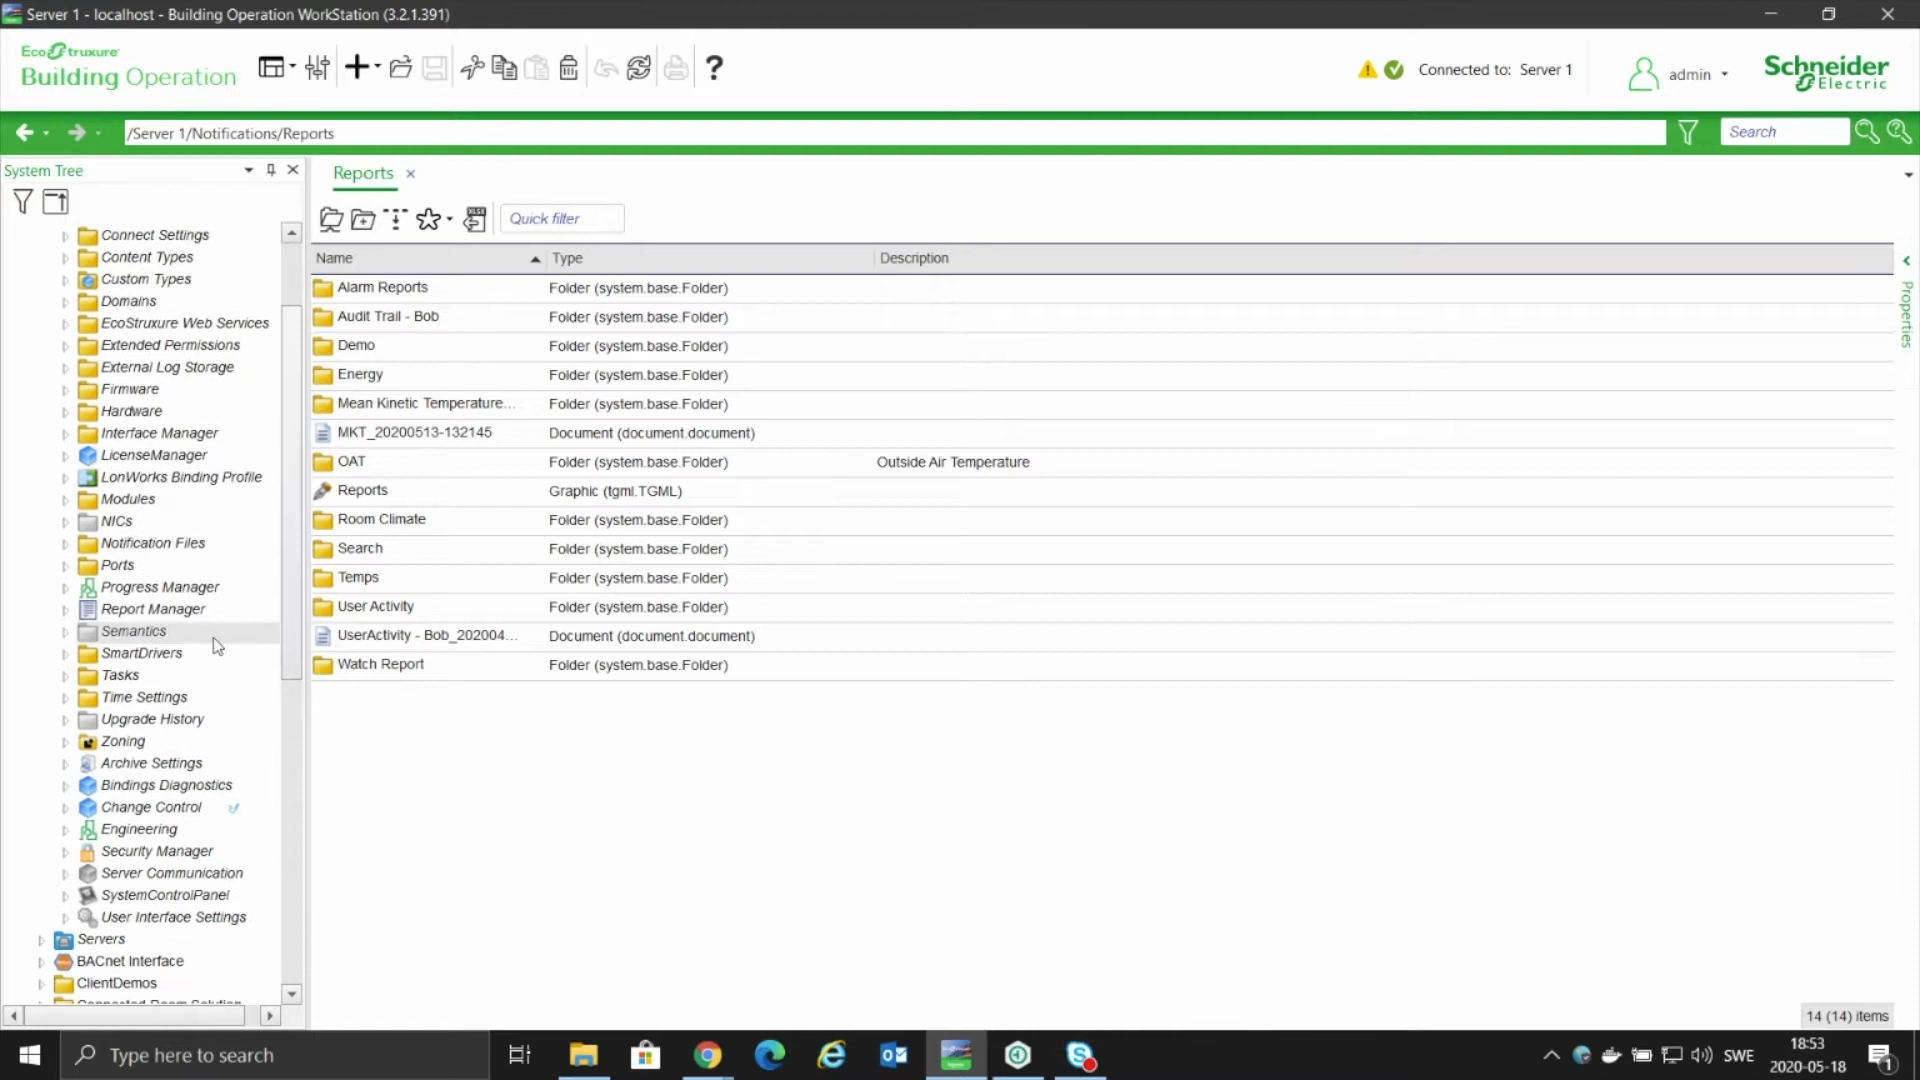 Server 1 - localhost - Building Operation WorkStation (3.2.1.391)
EcoStruxure
Building Operation
Connected to: Server 1
admin
Schneider
Electric
/Server 1/Notifications/Reports
Search
System Tree
Connect Settings
Content Types
Custom Types
Domains
EcoStruxure Web Services
Extended Permissions
External Log Storage
Firmware
Hardware
Interface Manager
LicenseManager
LonWorks Binding Profile
Modules
NICs
Notification Files
Ports
Progress Manager
Report Manager
Semantics
SmartDrivers
Tasks
Time Settings
Upgrade History
Zoning
Archive Settings
Bindings Diagnostics
Change Control
Engineering
Security Manager
Server Communication
SystemControlPanel
User Interface Settings
Servers
BACnet Interface
ClientDemos
Connected Room Solution
Reports
Quick filter
Name Type Description
Alarm Reports Folder (system.base.Folder)
Audit Trail - Bob Folder (system.base.Folder)
Demo Folder (system.base.Folder)
Energy Folder (system.base.Folder)
Mean Kinetic Temperature... Folder (system.base.Folder)
MKT_20200513-132145 Document (document.document)
OAT Folder (system.base.Folder) Outside Air Temperature
Reports Graphic (tgml.TGML)
Room Climate Folder (system.base.Folder)
Search Folder (system.base.Folder)
Temps Folder (system.base.Folder)
User Activity Folder (system.base.Folder)
UserActivity - Bob_202004... Document (document.document)
Watch Report Folder (system.base.Folder)
Properties
14 (14) items
Type here to search
SWE
18:53
2020-05-18
1